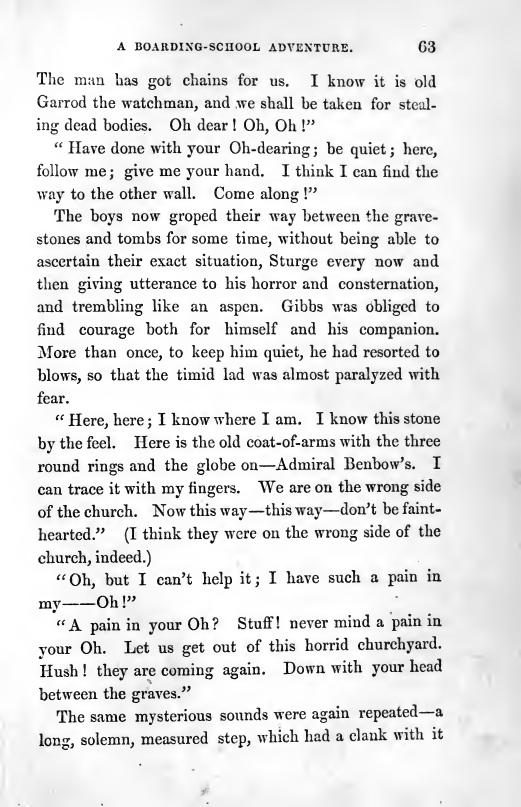 A BOARDING-SCHOOL ADVENTURE. 63
The man has got chains for us. I know it is old
Garrod the watchman, and we shall be taken for steal-
ing dead bodies. Oh dear! Oh, Oh!”
“Have done with your Oh-dearing; be quiet; here,
follow me; give me your hand. I think I can find the
way to the other wall. Come along!”
The boys now groped their way between the grave-
stones and tombs for some time, without being able to
ascertain their exact situation, Sturge every now and
then giving utterance to his horror and consternation,
and trembling like an aspen. Gibbs was obliged to
find courage both for himself and his companion.
More than once, to keep him quiet, he had resorted to
blows, so that the timid lad was almost paralyzed with
fear.
“Here, here; I know where I am. I know this stone
by the feel. Here is the old coat-of-arms with the three
round rings and the globe on—Admiral Benbow’s. I
can trace it with my fingers. We are on the wrong side
of the church. Now this way—this way—don’t be faint-
hearted.” (I think they were on the wrong side of the
church, indeed.)
“Oh, but I can’t help it; I have such a pain in
my——Oh!”
“A pain in your Oh? Stuff! never mind a pain in
your Oh. Let us get out of this horrid churchyard.
Hush! they are coming again. Down with your head
between the graves.”
The same mysterious sounds were again repeated—a
long, solemn, measured step, which had a clank with it